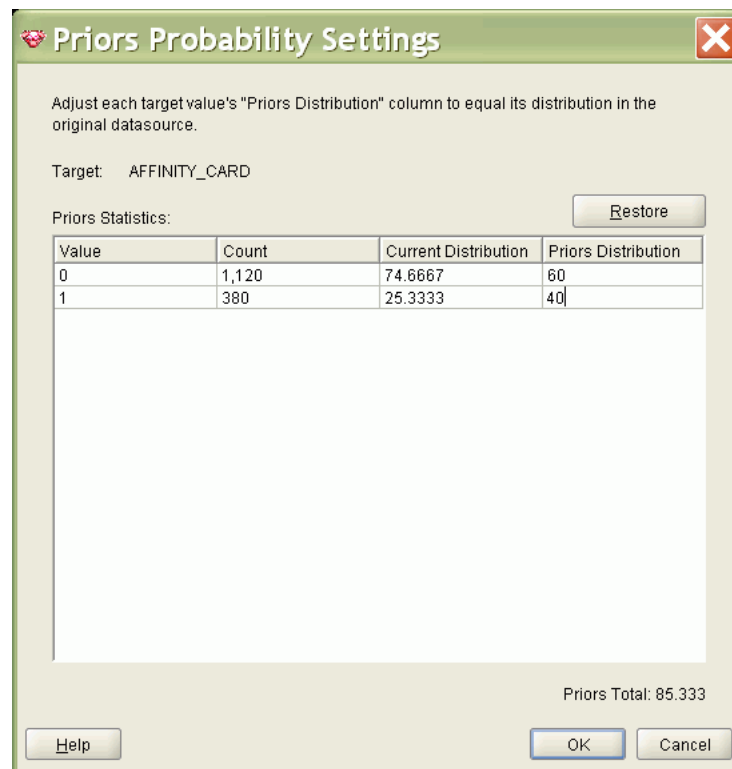 Priors Probability Settings
Adjust each target value's "Priors Distribution" column to equal its distribution in the
original datasource.
Target: AFFINITY_CARD
Restore
Priors Statistics:
Value Count Current Distribution Priors Distribution
0 1,120 74.6667 60
1 380 25.3333 40
Priors Total: 85.333
Help OK Cancel